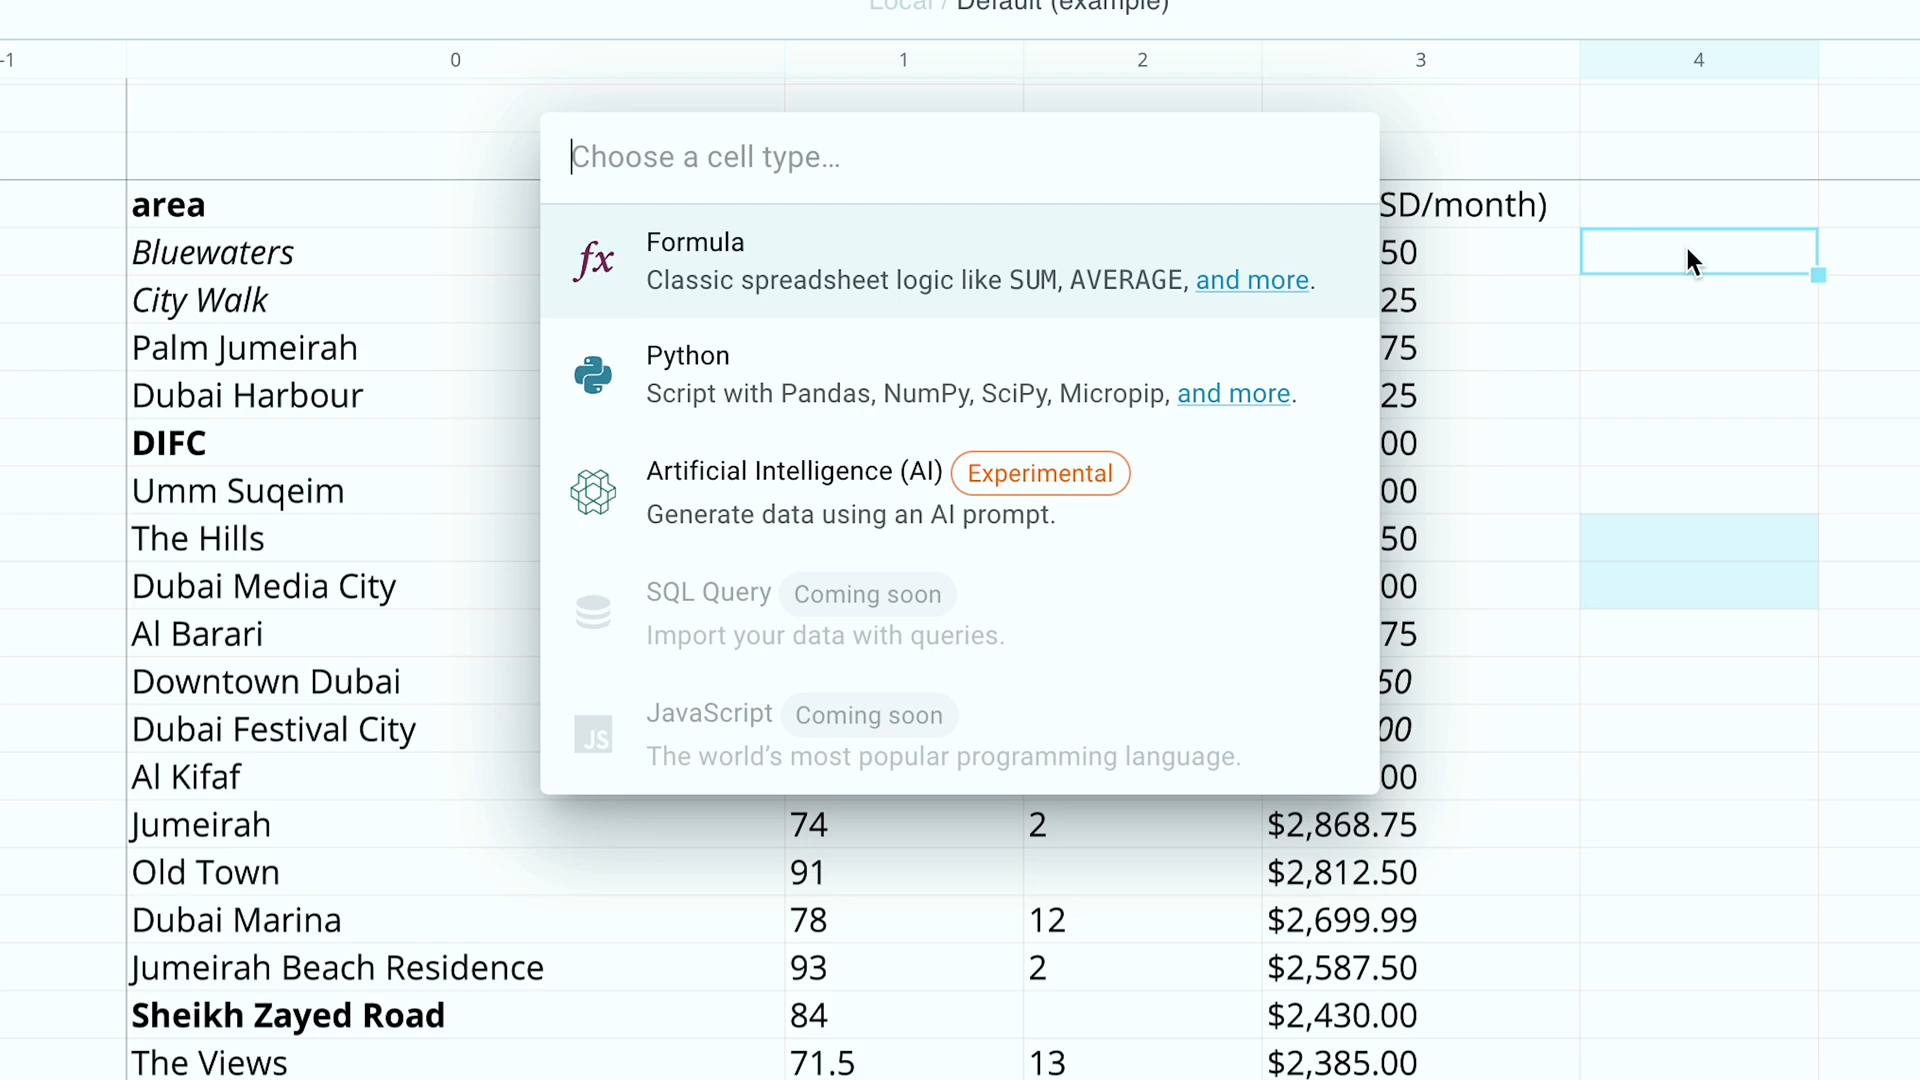 Local / Default (example)
-1 0 1 2 3 4
Choose a cell type...
Formula
Classic spreadsheet logic like SUM, AVERAGE, and more.
Python
Script with Pandas, NumPy, SciPy, Micropip, and more.
Artificial Intelligence (AI) Experimental
Generate data using an AI prompt.
SQL Query Coming soon
Import your data with queries.
JS
JavaScript Coming soon
The world’s most popular programming language.
area SD/month)
Bluewaters 50
City Walk 25
Palm Jumeirah 75
Dubai Harbour 25
DIFC 00
Umm Suqeim 00
The Hills 50
Dubai Media City 00
Al Barari 75
Downtown Dubai 50
Dubai Festival City 00
Al Kifaf 00
Jumeirah 74 2 $2,868.75
Old Town 91 $2,812.50
Dubai Marina 78 12 $2,699.99
Jumeirah Beach Residence 93 2 $2,587.50
Sheikh Zayed Road 84 $2,430.00
The Views 71.5 13 $2,385.00